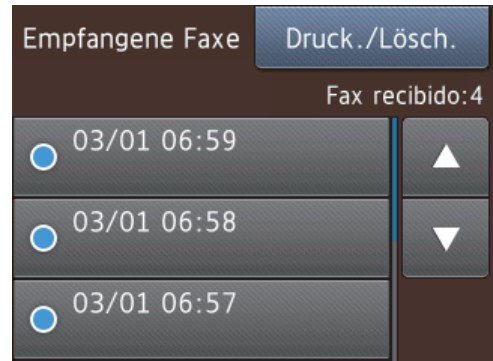 Empfangene Faxe
Druck./Lösch.
Fax recibido:4
03/01 06:59
03/01 06:58
03/01 06:57